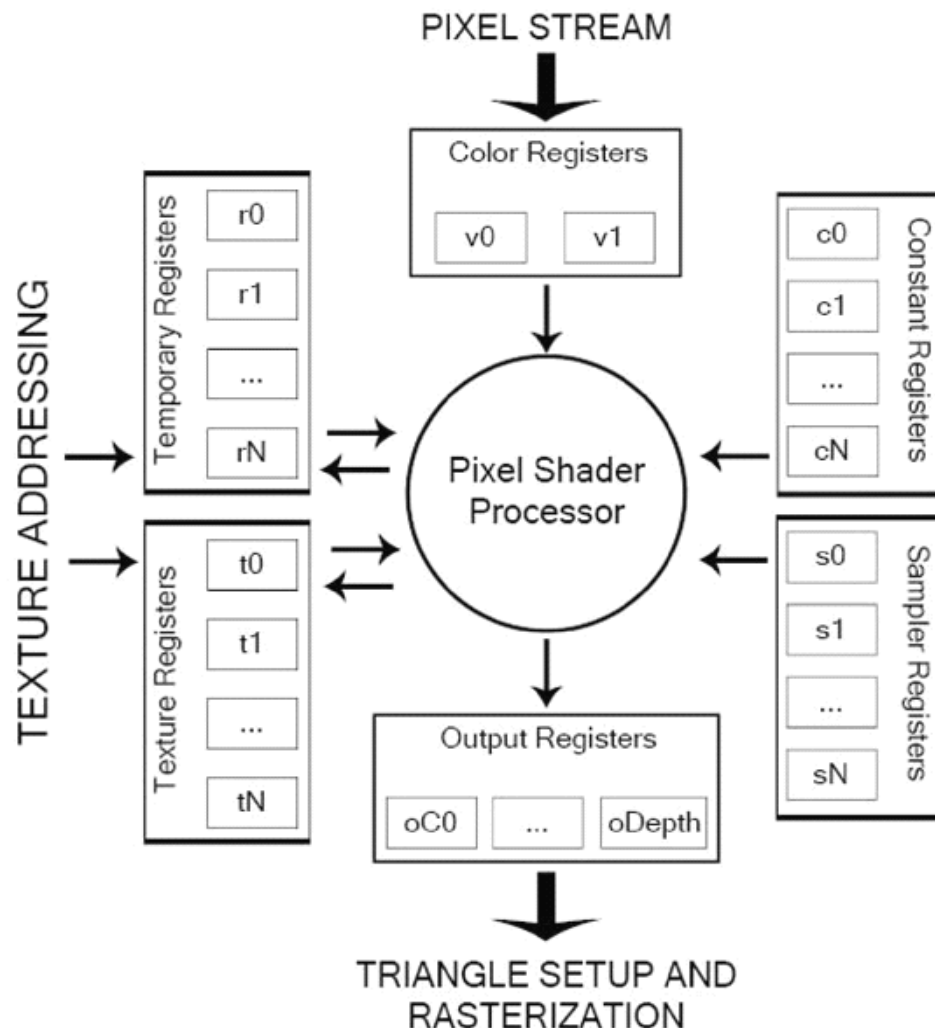 PIXEL STREAM
Color Registers
v0
v1
TEXTURE ADDRESSING
Temporary Registers
r0
r1
...
rN
Texture Registers
t0
t1
...
tN
Pixel Shader
Processor
Constant Registers
c0
c1
...
cN
Sampler Registers
s0
s1
...
sN
Output Registers
oC0
...
oDepth
TRIANGLE SETUP AND
RASTERIZATION